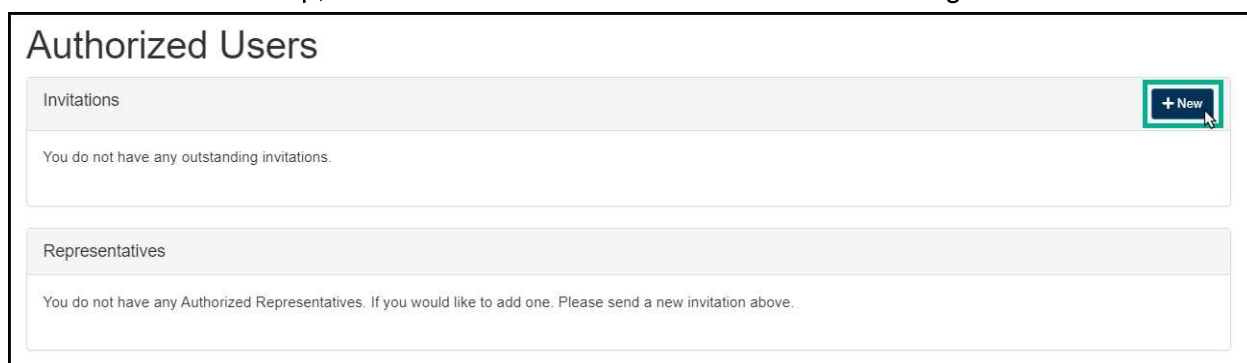 Authorized Users
Invitations
+ New
You do not have any outstanding invitations.
Representatives
You do not have any Authorized Representatives. If you would like to add one. Please send a new invitation above.